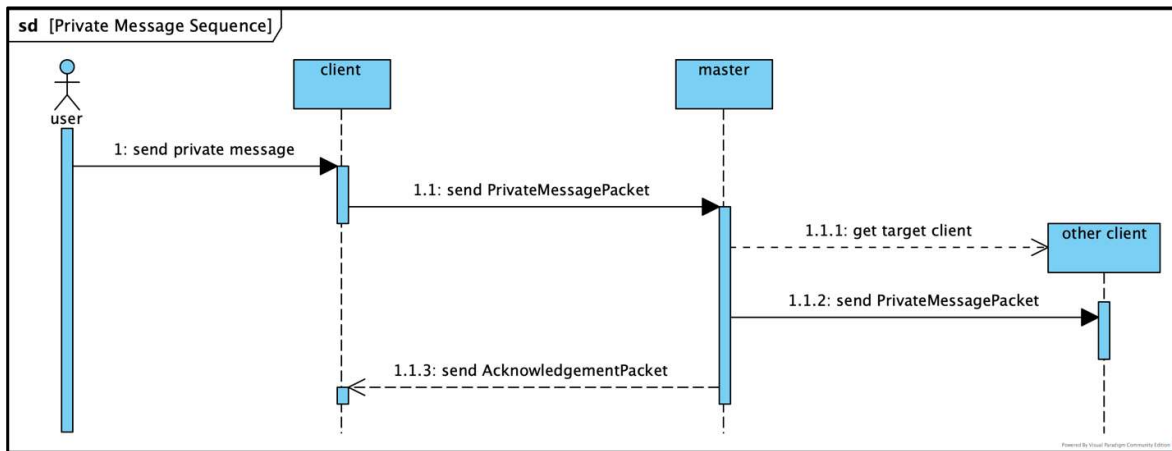 sd [Private Message Sequence]
client
master
user
1: send private message
1.1: send PrivateMessagePacket
1.1.1: get target client
other client
1.1.2: send PrivateMessagePacket
1.1.3: send AcknowledgementPacket
Powered By Visual Paradigm Community Edition